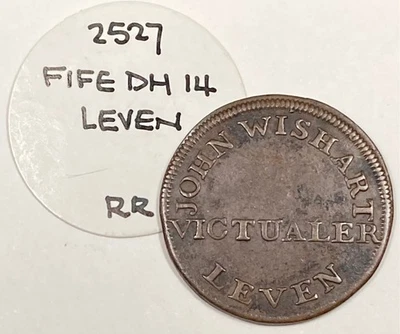 2527
FIFE DH 14
LEVEN
RR
JOHN WISHART
VICTUALER
LEVEN